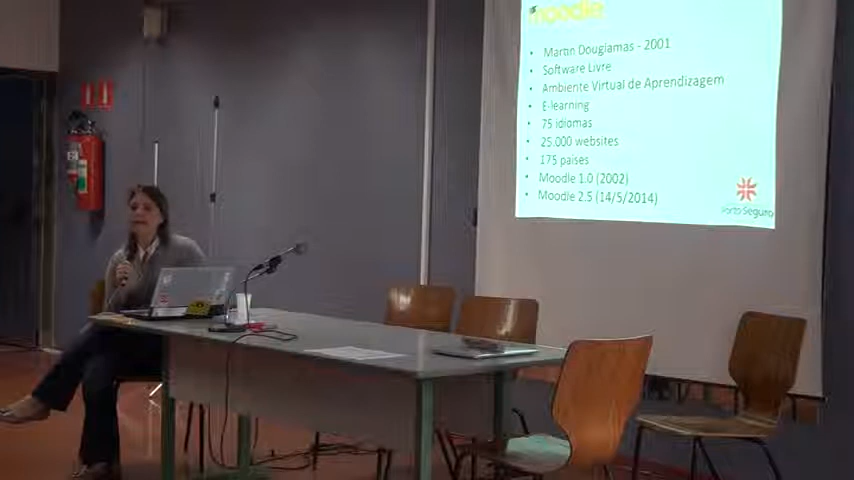 moodle
Martin Dougiamas - 2001
Software Livre
Ambiente Virtual de Aprendizagem
E-learning
75 idiomas
25.000 websites
175 paises
Moodle 1.0 (2002)
Moodle 2.5 (14/5/2014)
Porto Seguro